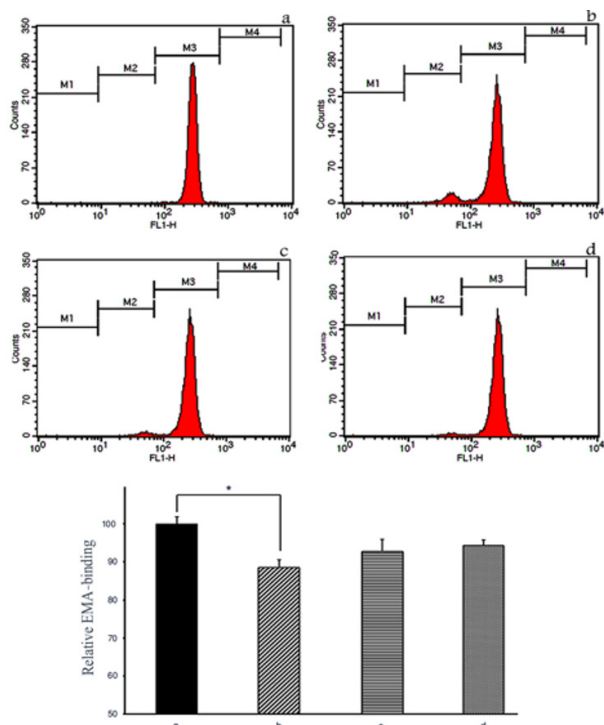 a
350
280
210
140
70
0
Counts
M1
M2
M3
M4
10⁰ 10¹ 10² 10³ 10⁴
FL1-H
b
350
280
210
140
70
0
Counts
M1
M2
M3
M4
10⁰ 10¹ 10² 10³ 10⁴
FL1-H
c
350
280
210
140
70
0
Counts
M1
M2
M3
M4
10⁰ 10¹ 10² 10³ 10⁴
FL1-H
d
350
280
210
140
70
0
Counts
M1
M2
M3
M4
10⁰ 10¹ 10² 10³ 10⁴
FL1-H
*
100
90
80
70
60
50
Relative EMA-binding